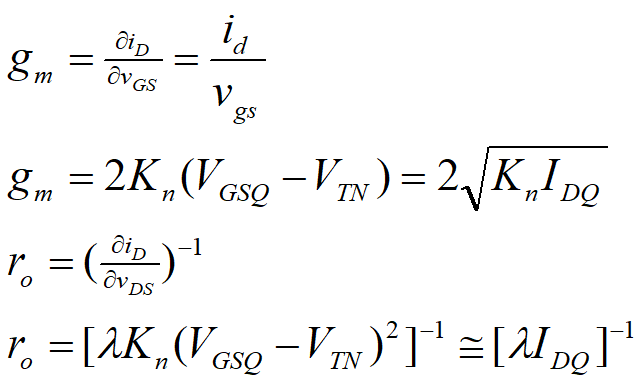 g_m = ∂i_D/∂v_GS = i_d/v_gs
g_m = 2K_n(V_GSQ − V_TN) = 2√(K_n I_DQ)
r_o = (∂i_D/∂v_DS)^−1
r_o = [λK_n(V_GSQ − V_TN)^2]^−1 ≅ [λI_DQ]^−1